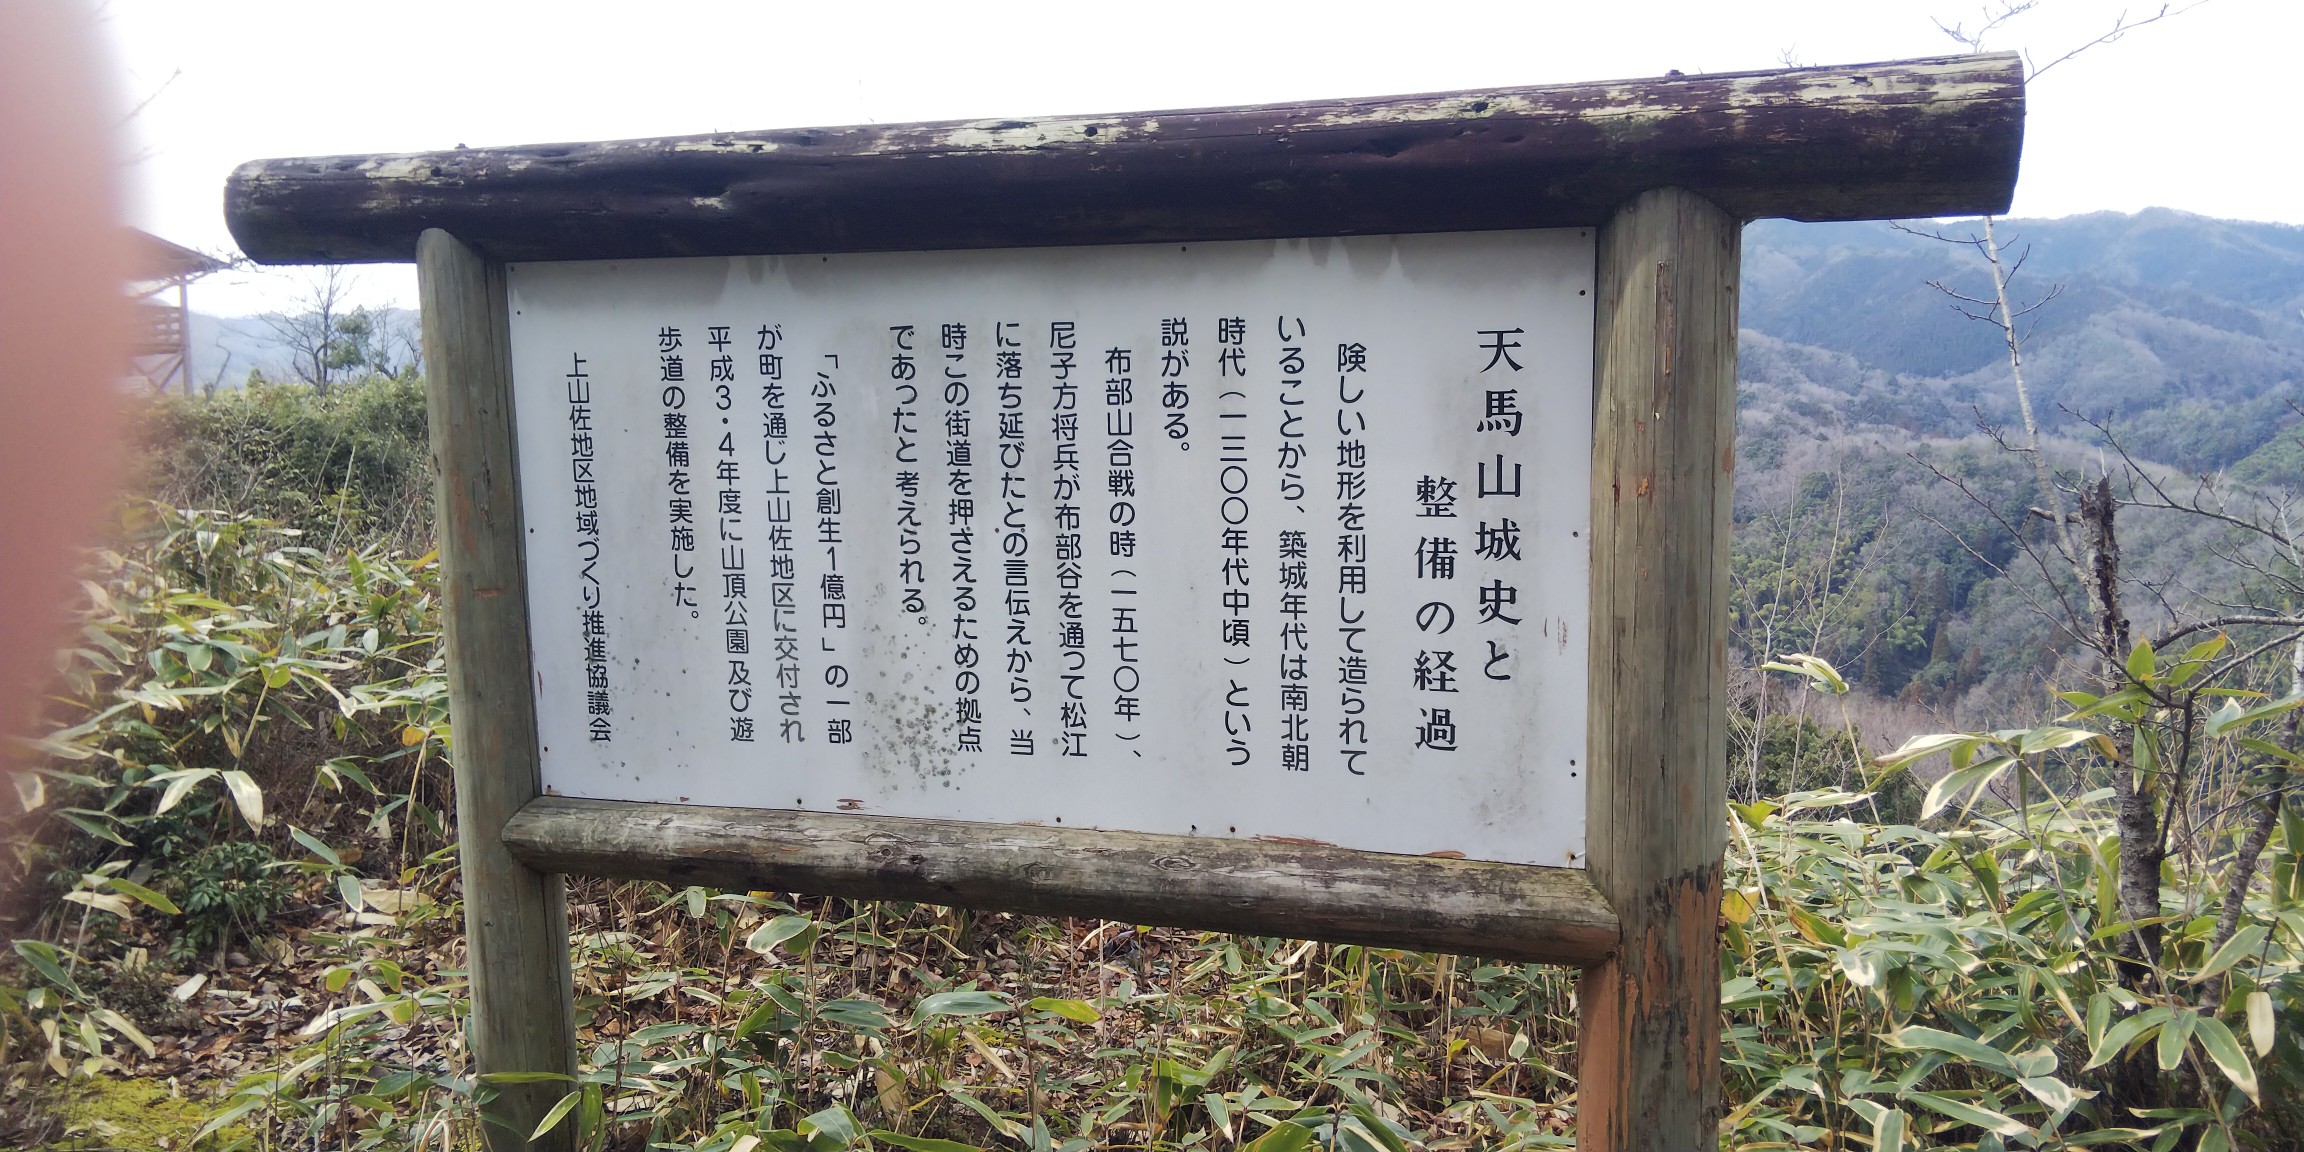 天馬山城史と
整備の経過
険しい地形を利用して造られて
いることから、築城年代は南北朝
時代（一三〇〇年代中頃）という
説がある。
布部山合戦の時（一五七〇年）、
尼子方将兵が布部谷を通って松江
に落ち延びたとの言伝えから、当
時この街道を押さえるための拠点
であったと考えられる。
「ふるさと創生1億円」の一部
が町を通じ上山佐地区に交付され
平成3・4年度に山頂公園及び遊
歩道の整備を実施した。
上山佐地区地域づくり推進協議会